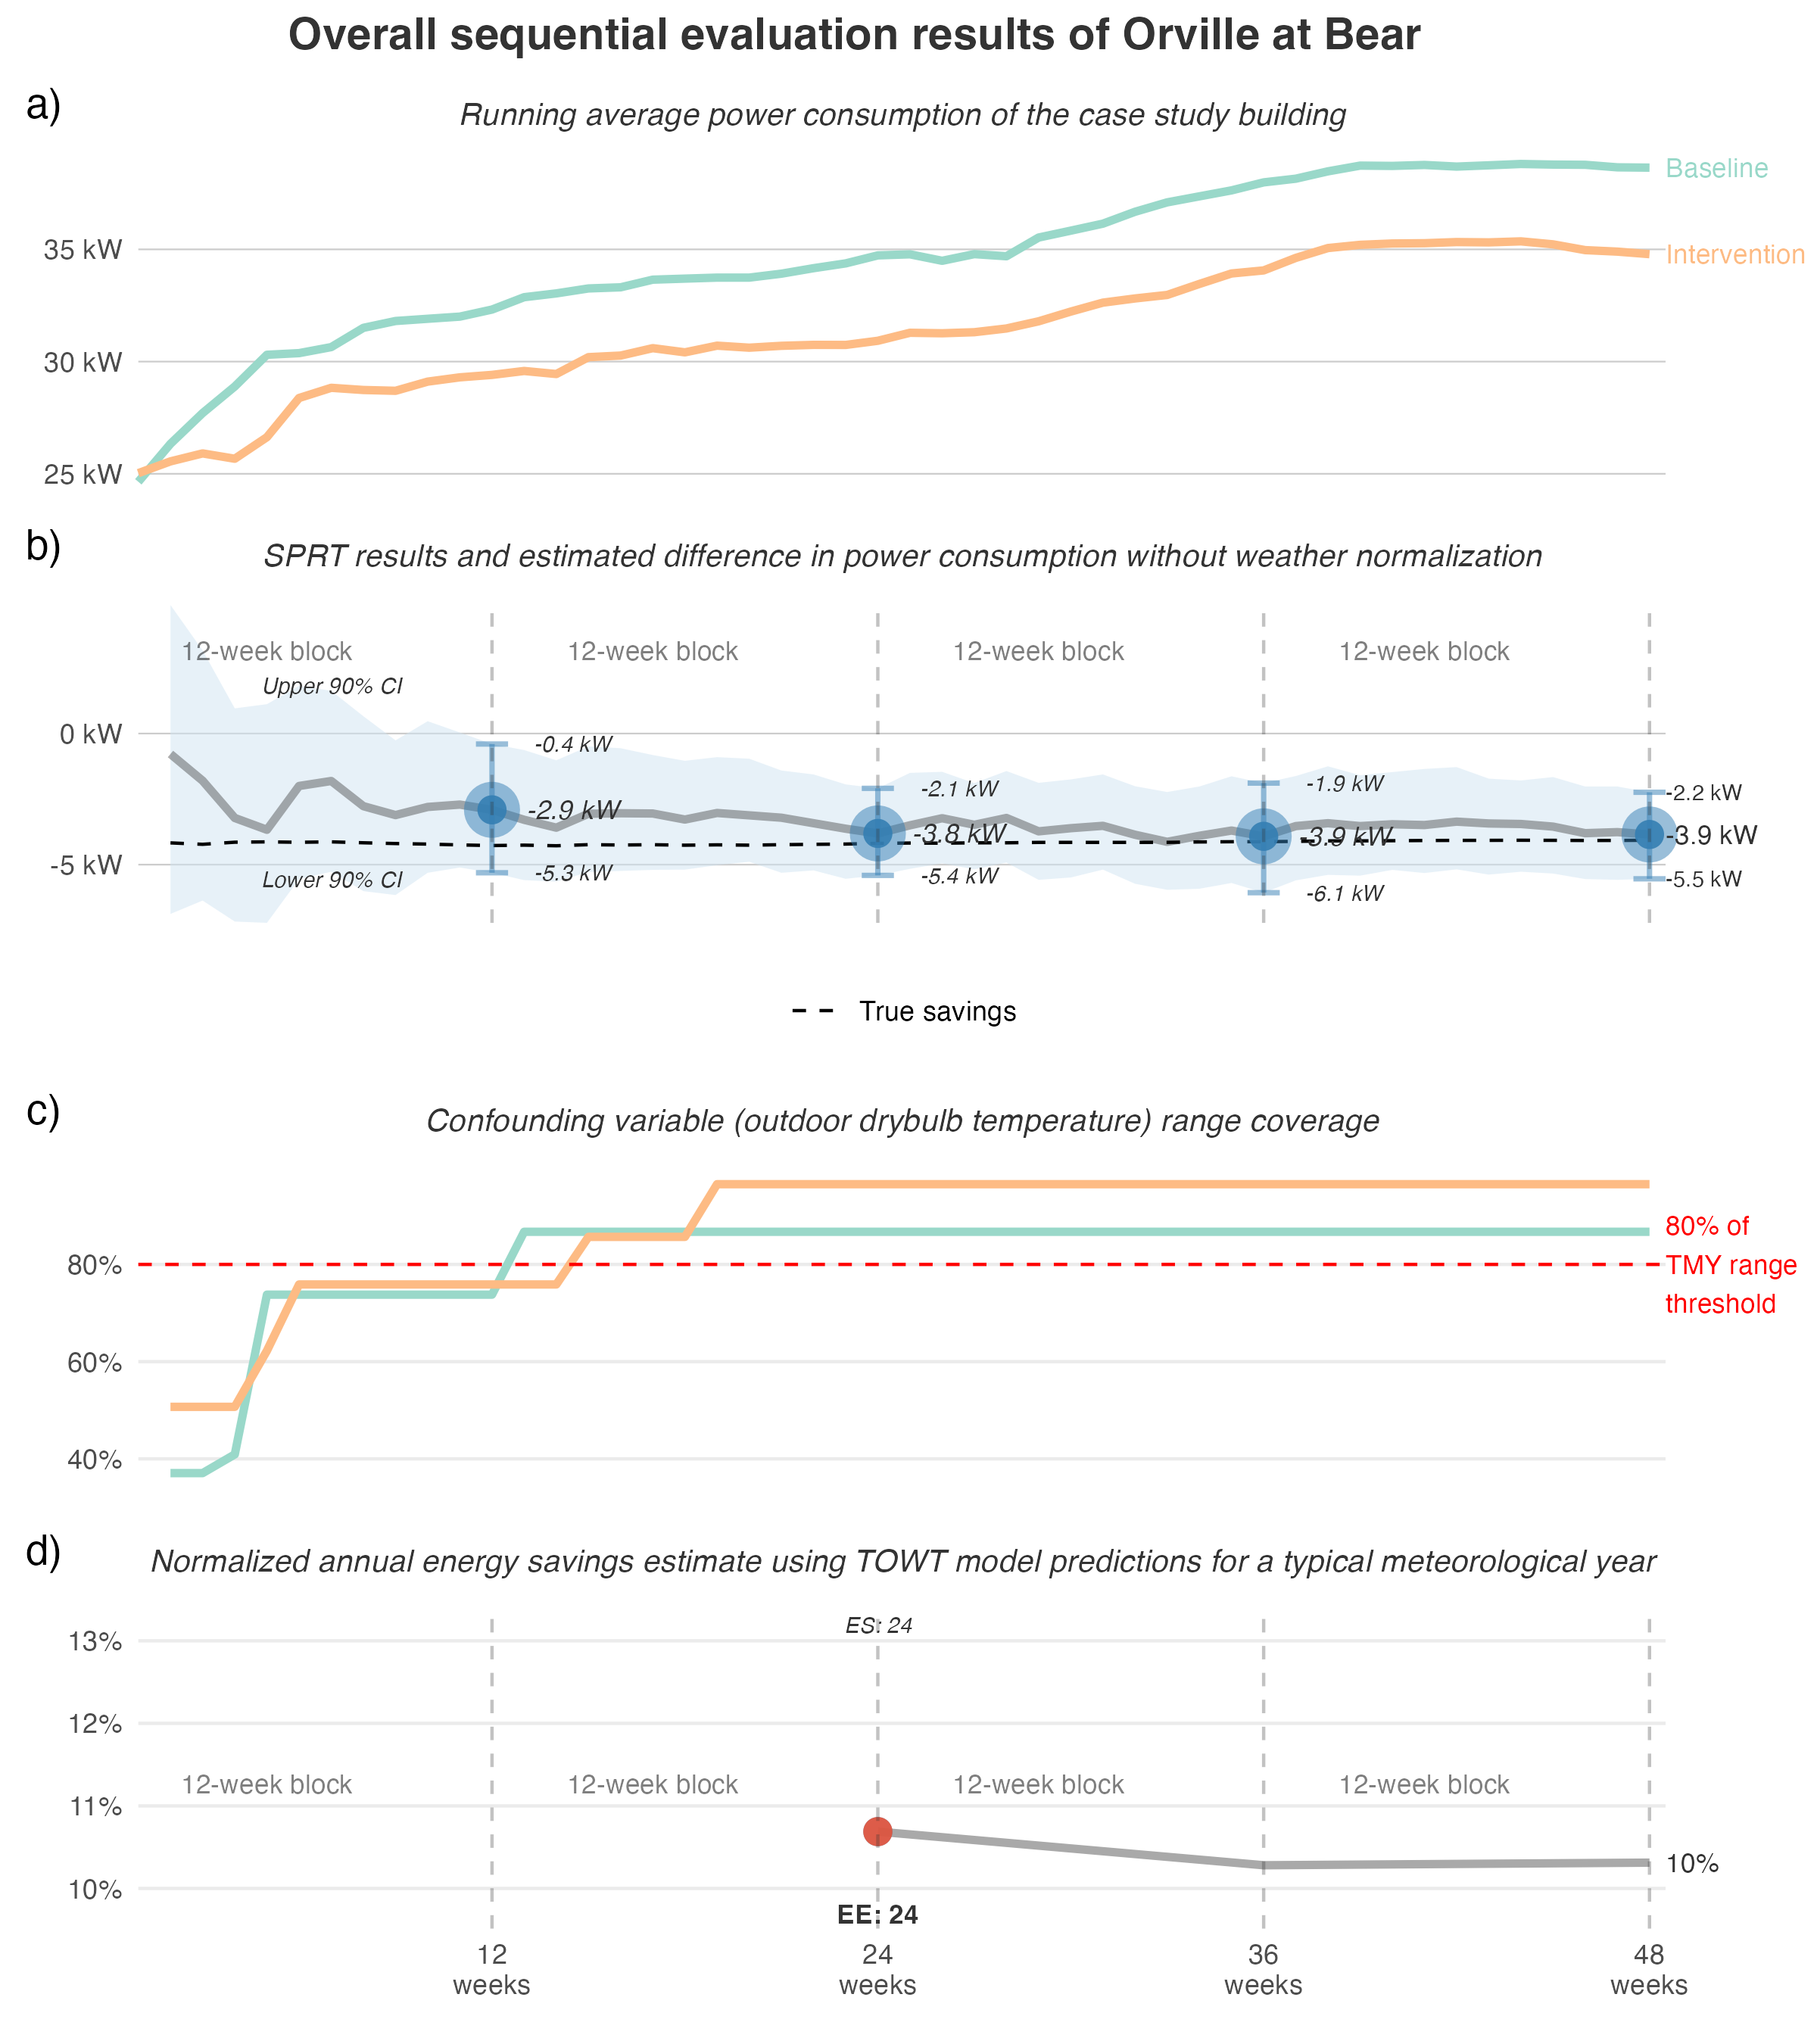 Overall sequential evaluation results of Orville at Bear
a)
Running average power consumption of the case study building
Baseline
35 kW
Intervention
30 kW
25 kW
b)
SPRT results and estimated difference in power consumption without weather normalization
12-week block
12-week block
12-week block
12-week block
Upper 90% CI
0 kW
-0.4 kW
-2.1 kW
-1.9 kW
-2.2 kW
-2.9 kW
-3.8 kW
-3.9 kW
-3.9 kW
-5 kW
Lower 90% CI
-5.3 kW
-5.4 kW
-6.1 kW
-5.5 kW
True savings
c)
Confounding variable (outdoor drybulb temperature) range coverage
80% of
TMY range
threshold
80%
60%
40%
d)
Normalized annual energy savings estimate using TOWT model predictions for a typical meteorological year
ES: 24
13%
12%
12-week block
12-week block
12-week block
12-week block
11%
10%
10%
EE: 24
12
weeks
24
weeks
36
weeks
48
weeks